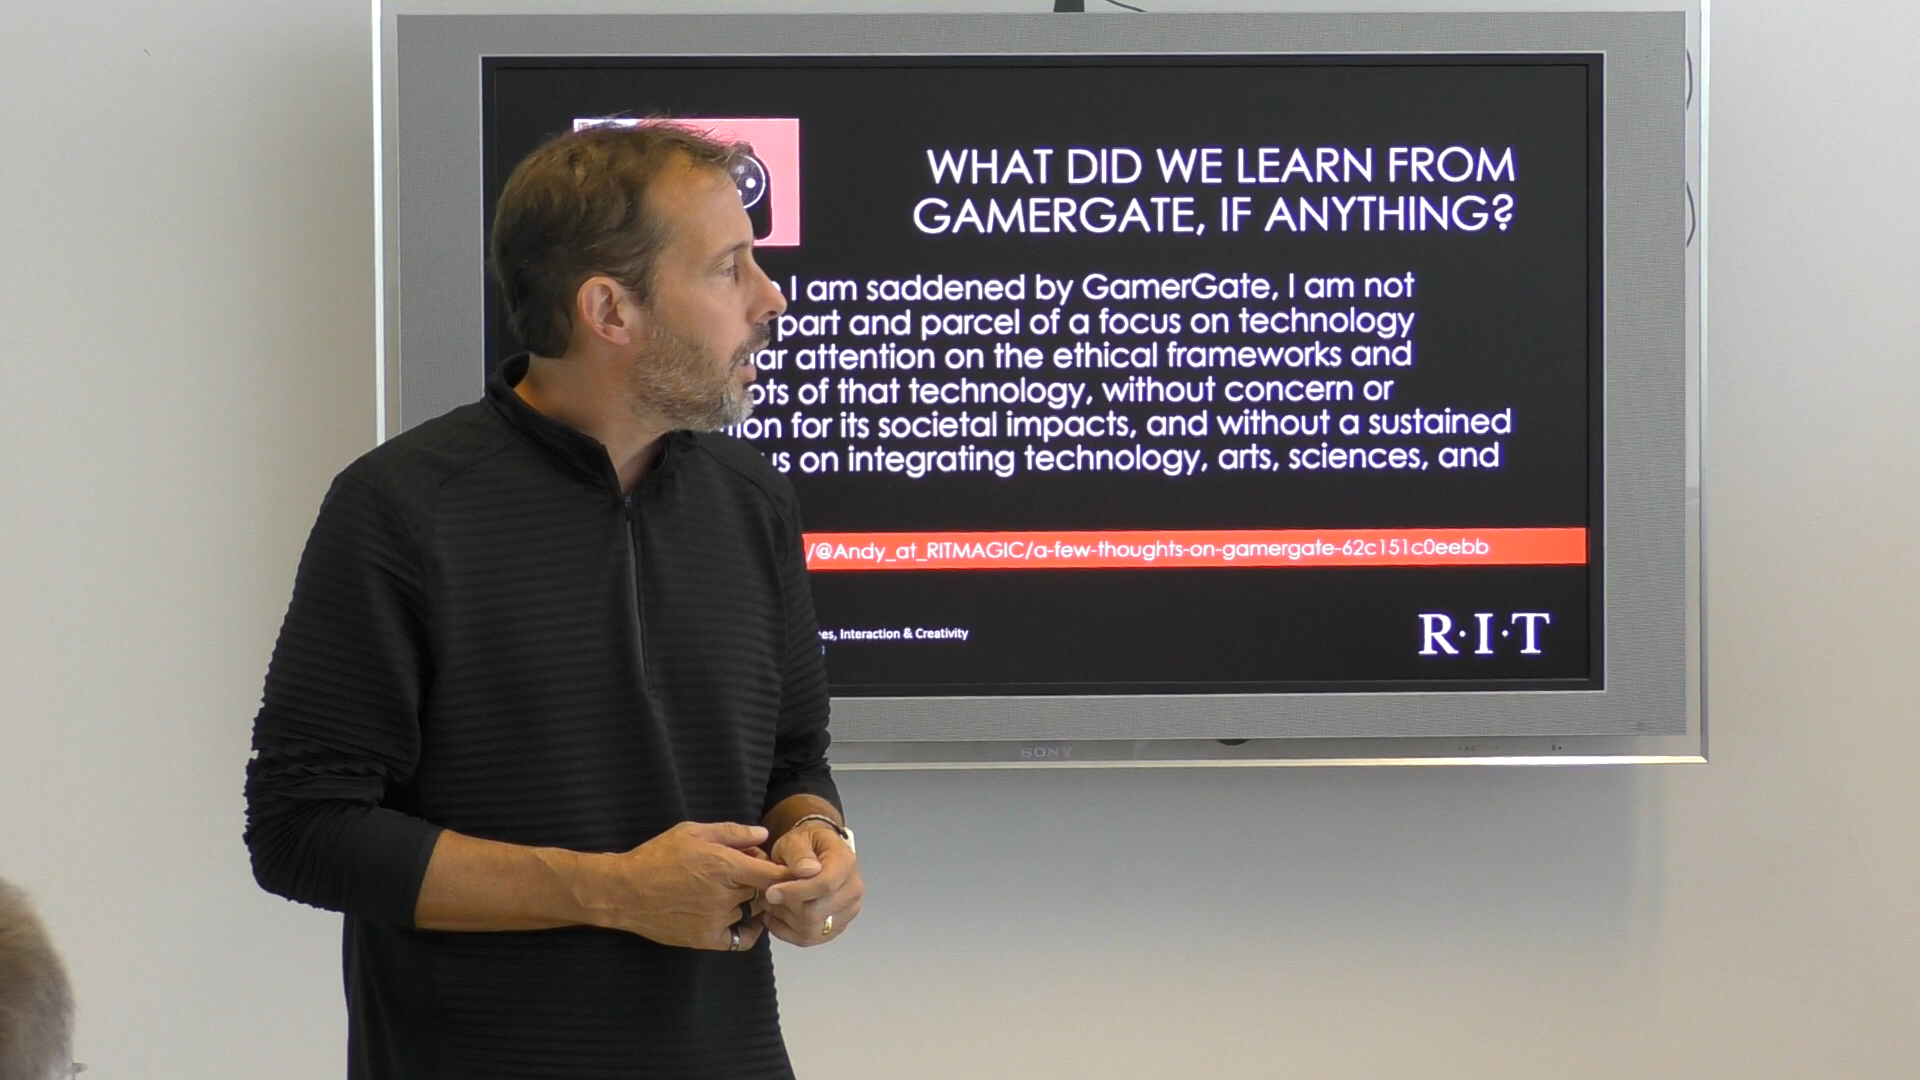 WHAT DID WE LEARN FROM
GAMERGATE, IF ANYTHING?
I am saddened by GamerGate, I am not
part and parcel of a focus on technology
attention on the ethical frameworks and
of that technology, without concern or
for its societal impacts, and without a sustained
on integrating technology, arts, sciences, and
/@Andy_at_RITMAGIC/a-few-thoughts-on-gamergate-62c151c0eebb
Interaction & Creativity
R·I·T
SONY